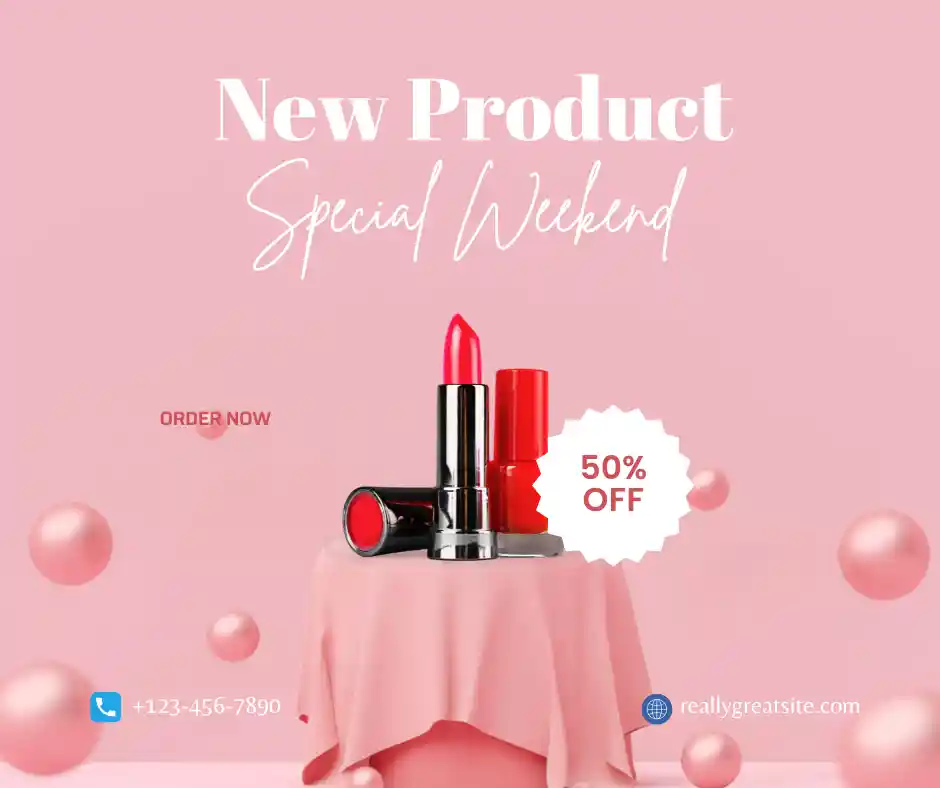 New Product
Special Weekend
ORDER NOW
50%
OFF
+123-456-7890
reallygreatsite.com